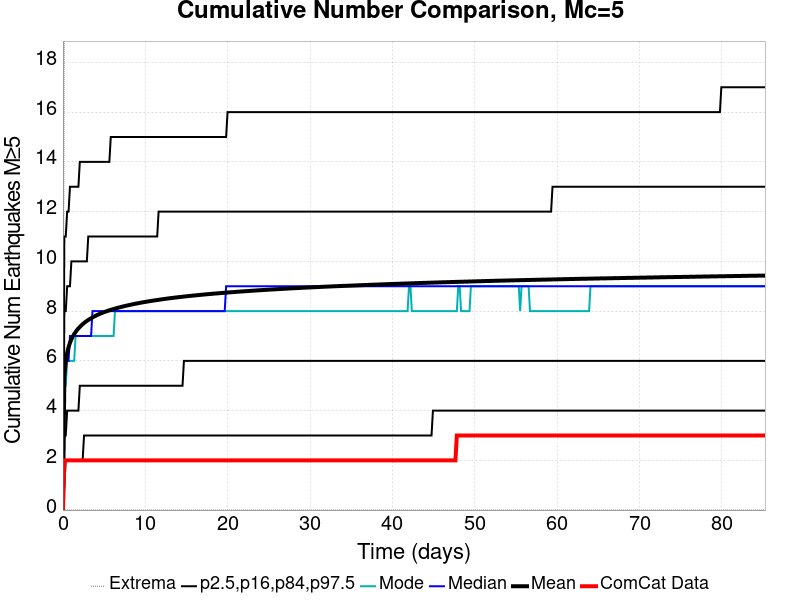 Cumulative Number Comparison, Mc=5
Cumulative Num Earthquakes M≥5
18
16
14
12
10
8
6
4
2
0
0 10 20 30 40 50 60 70 80
Time (days)
Extrema p2.5,p16,p84,p97.5 Mode Median Mean ComCat Data